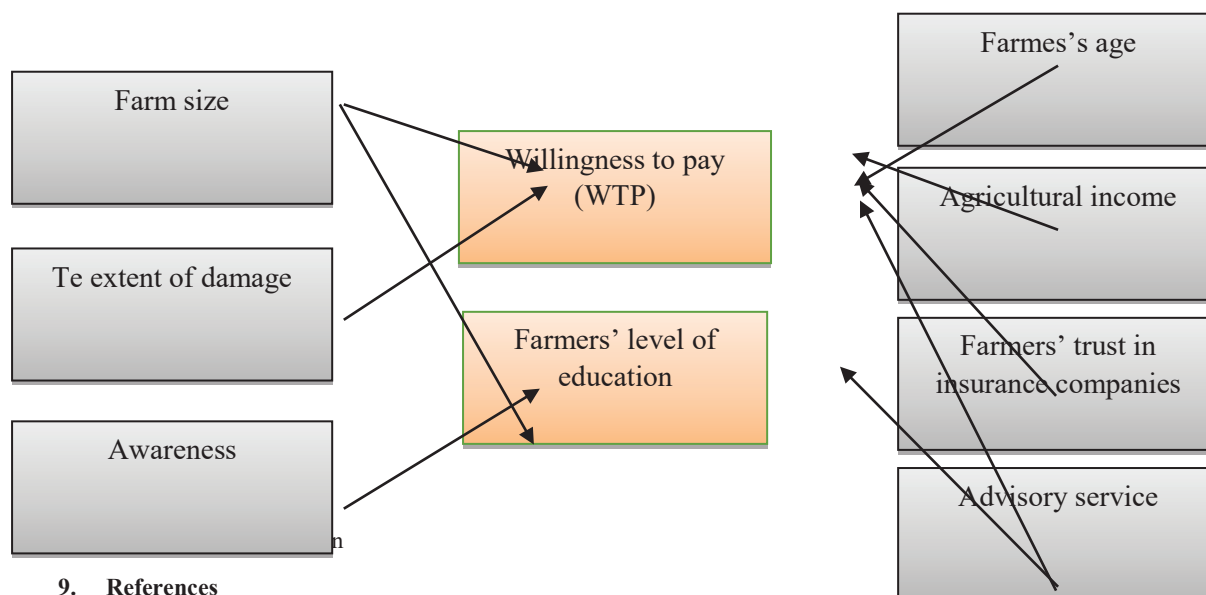 Farm size
Te extent of damage
Awareness
Willingness to pay
(WTP)
Farmers’ level of
education
Farmes’s age
Agricultural income
Farmers’ trust in
insurance companies
Advisory service
n
9. References